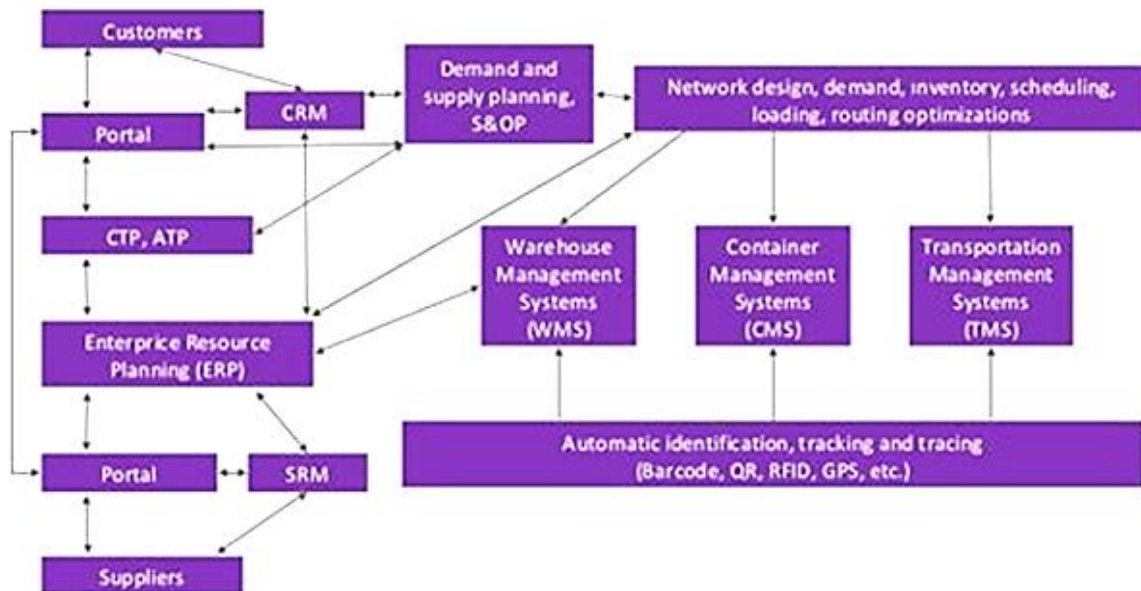 Customers
Demand and
supply planning,
S&OP
Network design, demand, inventory, scheduling,
loading, routing optimizations
CRM
Portal
CTP, ATP
Warehouse
Management
Systems
(WMS)
Container
Management
Systems
(CMS)
Transportation
Management
Systems
(TMS)
Enterprice Resource
Planning (ERP)
Automatic identification, tracking and tracing
(Barcode, QR, RFID, GPS, etc.)
Portal
SRM
Suppliers